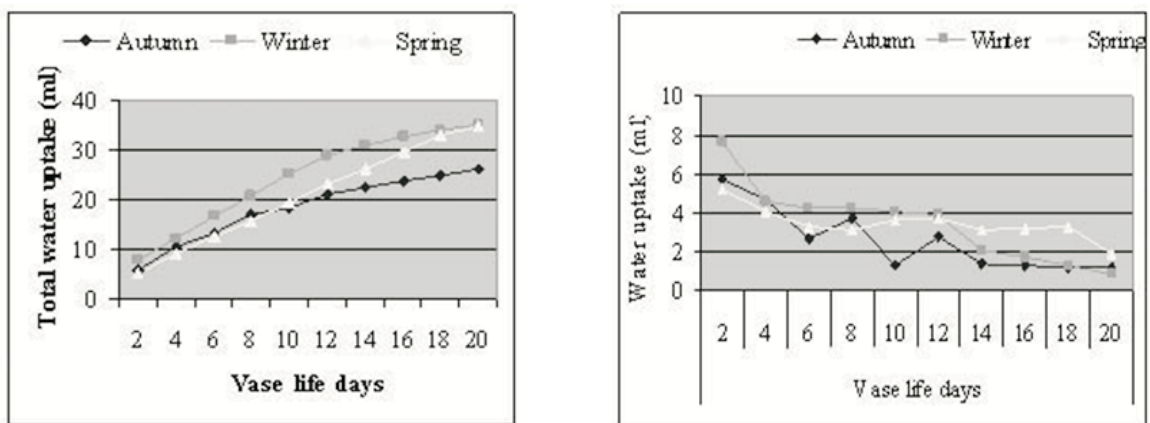 Autumn Winter Spring
Total water uptake (ml)
40
30
20
10
0
2 4 6 8 10 12 14 16 18 20
Vase life days
Autumn Winter Spring
Water uptake (ml,
10
8
6
4
2
0
2 4 6 8 10 12 14 16 18 20
Vase life days